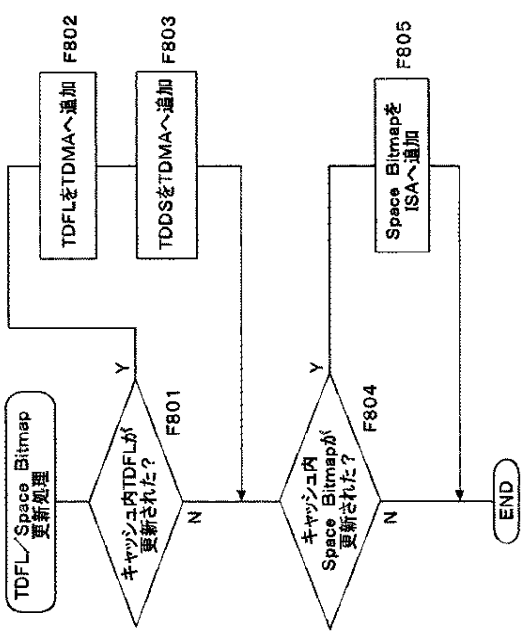 TDFL/Space Bitmap
更新処理
キャッシュ内TDFLが
更新された?
F801
Y
N
TDFLをTDMAへ追加
F802
TDDSをTDMAへ追加
F803
キャッシュ内
Space Bitmapが
更新された?
F804
Y
N
Space Bitmapを
ISAへ追加
F805
END